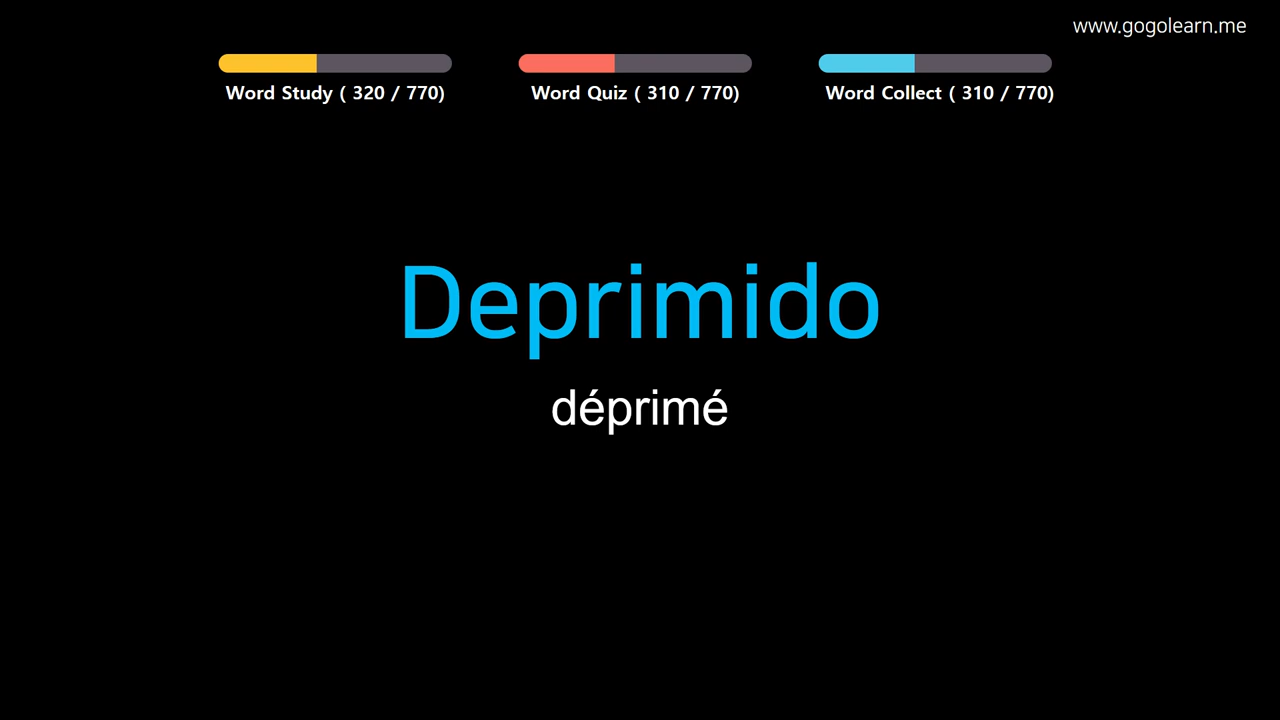 www.gogolearn.me
Word Study ( 320 / 770)
Word Quiz ( 310 / 770)
Word Collect ( 310 / 770)
Deprimido
déprimé